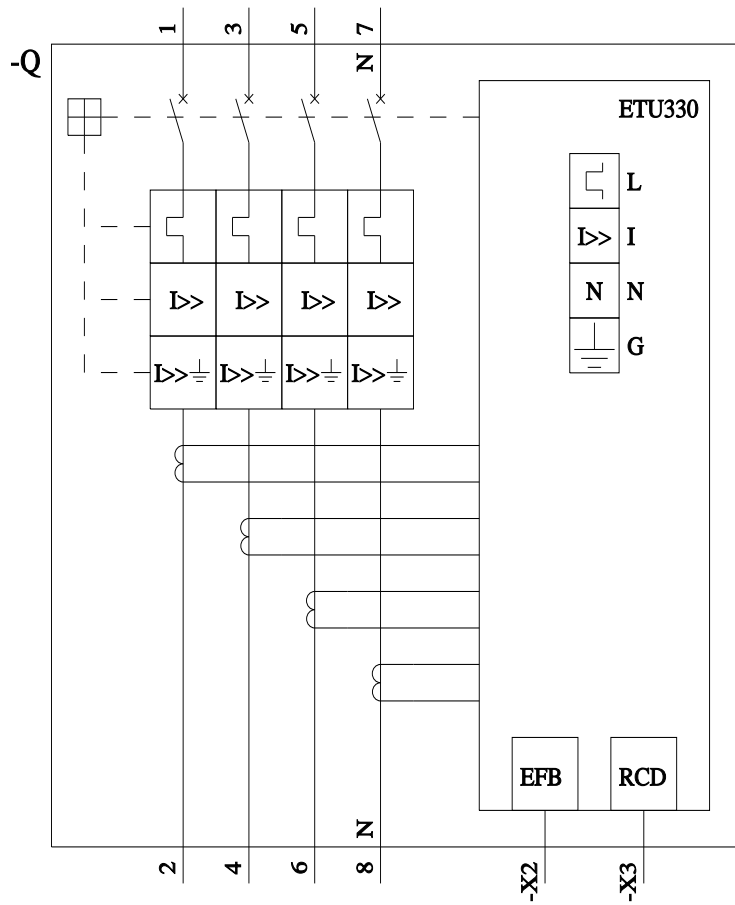 1 3 5 7
-Q N
ETU330
L
I>> I
N N
G
I>> I>> I>> I>>
I>> I>> I>> I>>
EFB RCD
N
2 4 6 8 -X2 -X3